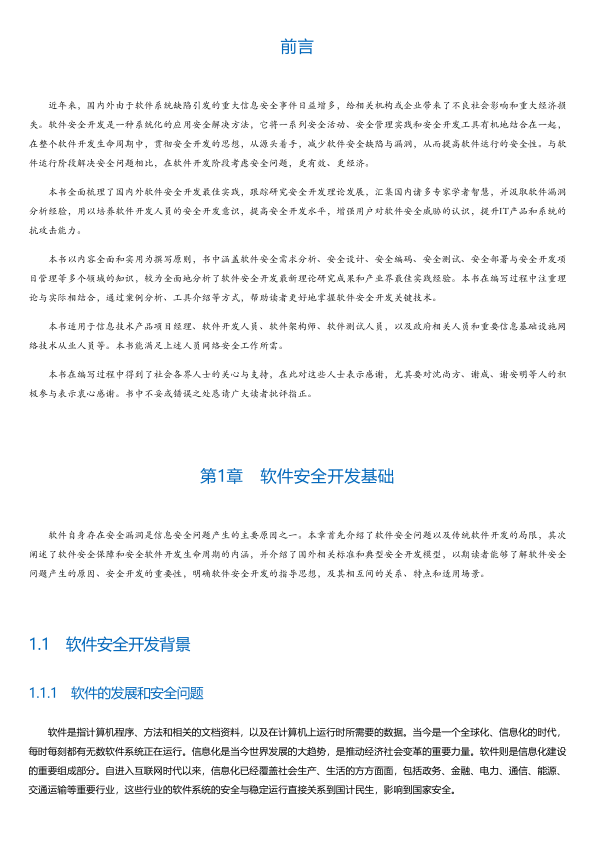 前言
近年来，国内外由于软件系统缺陷引发的重大信息安全事件日益增多，给相关机构或企业带来了不良社会影响和重大经济损
失。软件安全开发是一种系统化的应用安全解决方法，它将一系列安全活动、安全管理实践和安全开发工具有机地结合在一起，
在整个软件开发生命周期中，贯彻安全开发的思想，从源头着手，减少软件安全缺陷与漏洞，从而提高软件运行的安全性。与软
件运行阶段解决安全问题相比，在软件开发阶段考虑安全问题，更有效、更经济。
本书全面梳理了国内外软件安全开发最佳实践，跟踪研究安全开发理论发展，汇集国内诸多专家学者智慧，并汲取软件漏洞
分析经验，用以培养软件开发人员的安全开发意识，提高安全开发水平，增强用户对软件安全威胁的认识，提升IT产品和系统的
抗攻击能力。
本书以内容全面和实用为撰写原则，书中涵盖软件安全需求分析、安全设计、安全编码、安全测试、安全部署与安全开发项
目管理等多个领域的知识，较为全面地分析了软件安全开发最新理论研究成果和产业界最佳实践经验。本书在编写过程中注重理
论与实际相结合，通过案例分析、工具介绍等方式，帮助读者更好地掌握软件安全开发关键技术。
本书适用于信息技术产品项目经理、软件开发人员、软件架构师、软件测试人员，以及政府相关人员和重要信息基础设施网
络技术从业人员等。本书能满足上述人员网络安全工作所需。
本书在编写过程中得到了社会各界人士的关心与支持，在此对这些人士表示感谢，尤其要对沈尚方、谢成、谢安明等人的积
极参与表示衷心感谢。书中不妥或错误之处恳请广大读者批评指正。
第1章　软件安全开发基础
软件自身存在安全漏洞是信息安全问题产生的主要原因之一。本章首先介绍了软件安全问题以及传统软件开发的局限，其次
阐述了软件安全保障和安全软件开发生命周期的内涵，并介绍了国外相关标准和典型安全开发模型，以期读者能够了解软件安全
问题产生的原因、安全开发的重要性，明确软件安全开发的指导思想，及其相互间的关系、特点和适用场景。
1.1　软件安全开发背景
1.1.1　软件的发展和安全问题
软件是指计算机程序、方法和相关的文档资料，以及在计算机上运行时所需要的数据。当今是一个全球化、信息化的时代，
每时每刻都有无数软件系统正在运行。信息化是当今世界发展的大趋势，是推动经济社会变革的重要力量。软件则是信息化建设
的重要组成部分。自进入互联网时代以来，信息化已经覆盖社会生产、生活的方方面面，包括政务、金融、电力、通信、能源、
交通运输等重要行业，这些行业的软件系统的安全与稳定运行直接关系到国计民生，影响到国家安全。